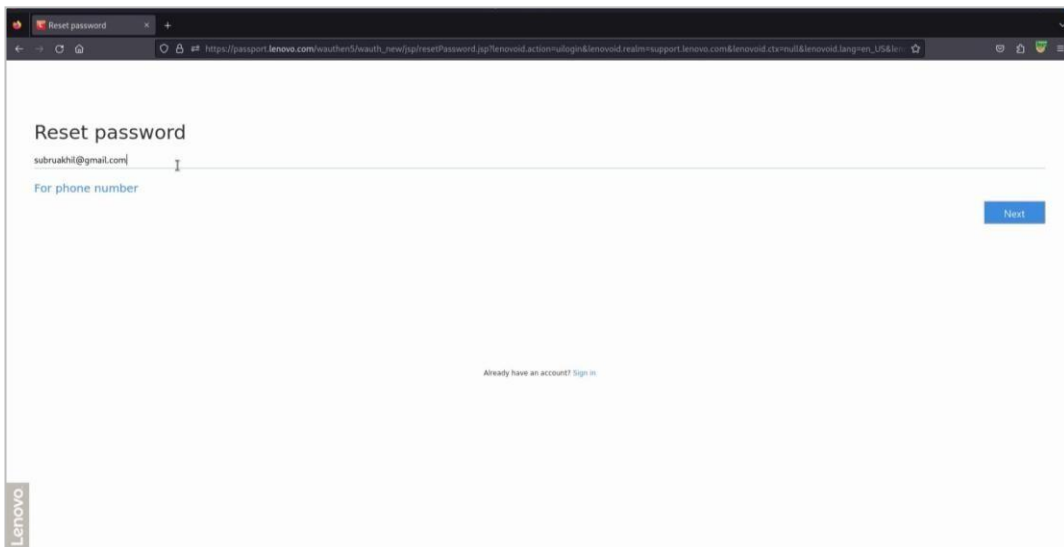 Reset password
https://passport.lenovo.com/wauthen5/wauth_new/jsp/resetPassword.jsp?lenovoid.action=uilogin&lenovoid.realm=support.lenovo.com&lenovoid.ctx=null&lenovoid.lang=en_US&len
Reset password
subruakhil@gmail.com
For phone number
Next
Already have an account? Sign in
Lenovo